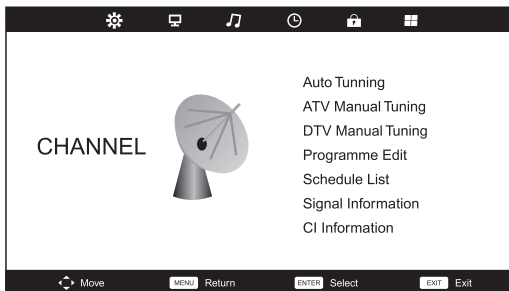 CHANNEL
Auto Tunning
ATV Manual Tuning
DTV Manual Tuning
Programme Edit
Schedule List
Signal Information
CI Information
Move MENU Return ENTER Select EXIT Exit